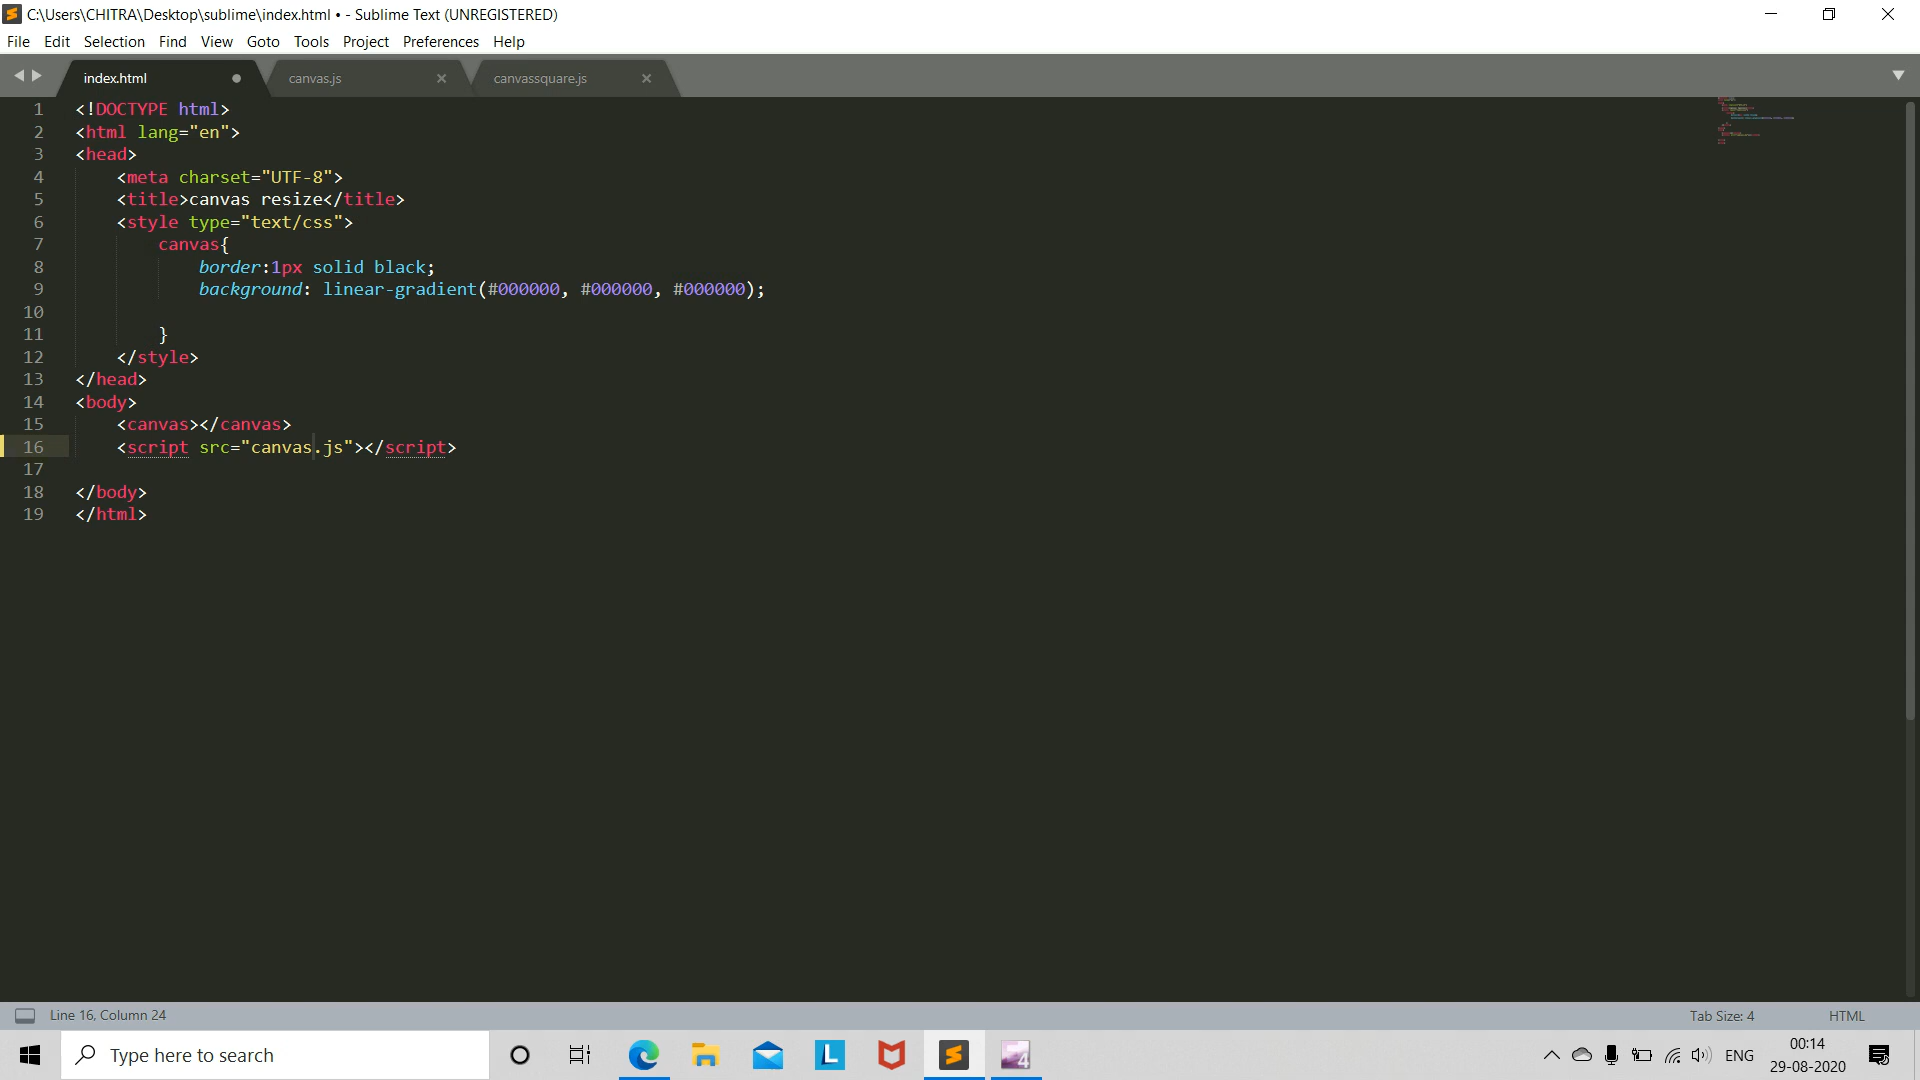 C:\Users\CHITRA\Desktop\sublime\index.html • - Sublime Text (UNREGISTERED)
File Edit Selection Find View Goto Tools Project Preferences Help
index.html canvas.js canvassquare.js
1 <!DOCTYPE html>
2 <html lang="en">
3 <head>
4 <meta charset="UTF-8">
5 <title>canvas resize</title>
6 <style type="text/css">
7 canvas{
8 border:1px solid black;
9 background: linear-gradient(#000000, #000000, #000000);
10
11 }
12 </style>
13 </head>
14 <body>
15 <canvas></canvas>
16 <script src="canvas.js"></script>
17
18 </body>
19 </html>
Line 16, Column 24 Tab Size: 4 HTML
Type here to search L 4 ENG 00:14
29-08-2020